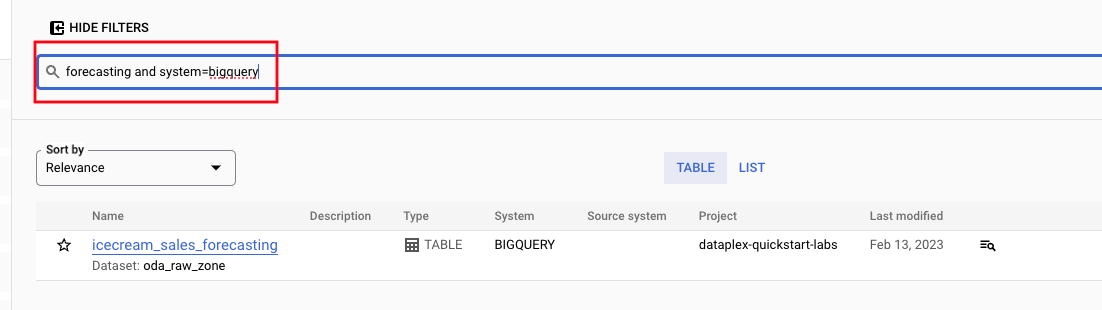 HIDE FILTERS
forecasting and system=bigquery
Sort by
Relevance
TABLE LIST
Name Description Type System Source system Project Last modified
icecream_sales_forecasting TABLE BIGQUERY dataplex-quickstart-labs Feb 13, 2023
Dataset: oda_raw_zone